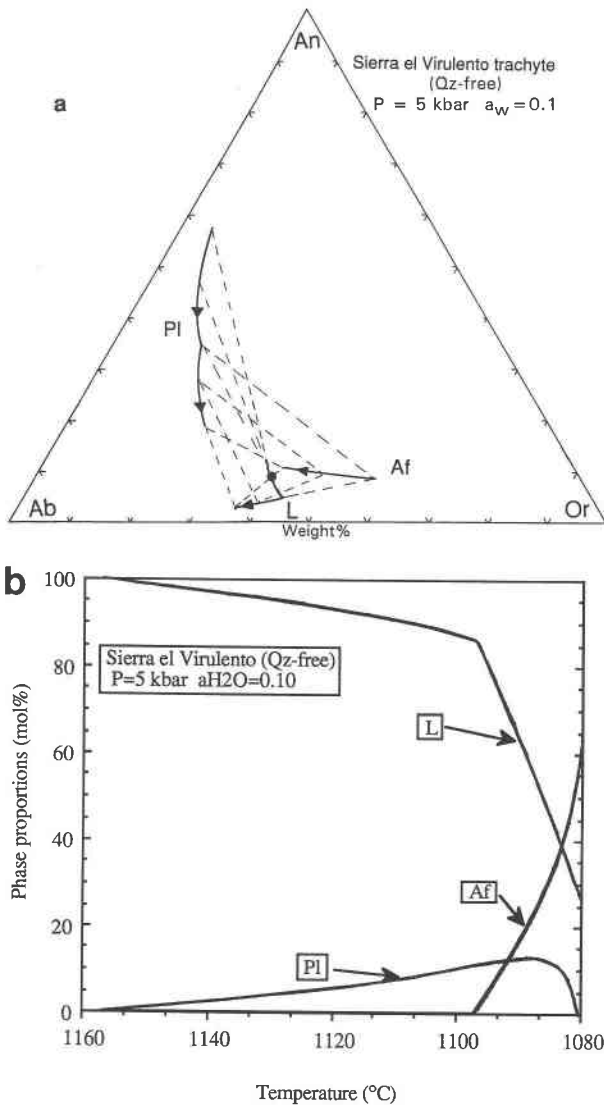 An
Sierra el Virulento trachyte
(Qz-free)
P = 5 kbar aw=0.1
a
Pl
Af
Ab
L
Or
Weight%
b
100
Sierra el Virulento (Qz-free)
P=5 kbar aH2O=0.10
80
L
60
Phase proportions (mol%)
40
Af
20
Pl
0
1160
1140
1120
1100
1080
Temperature (°C)